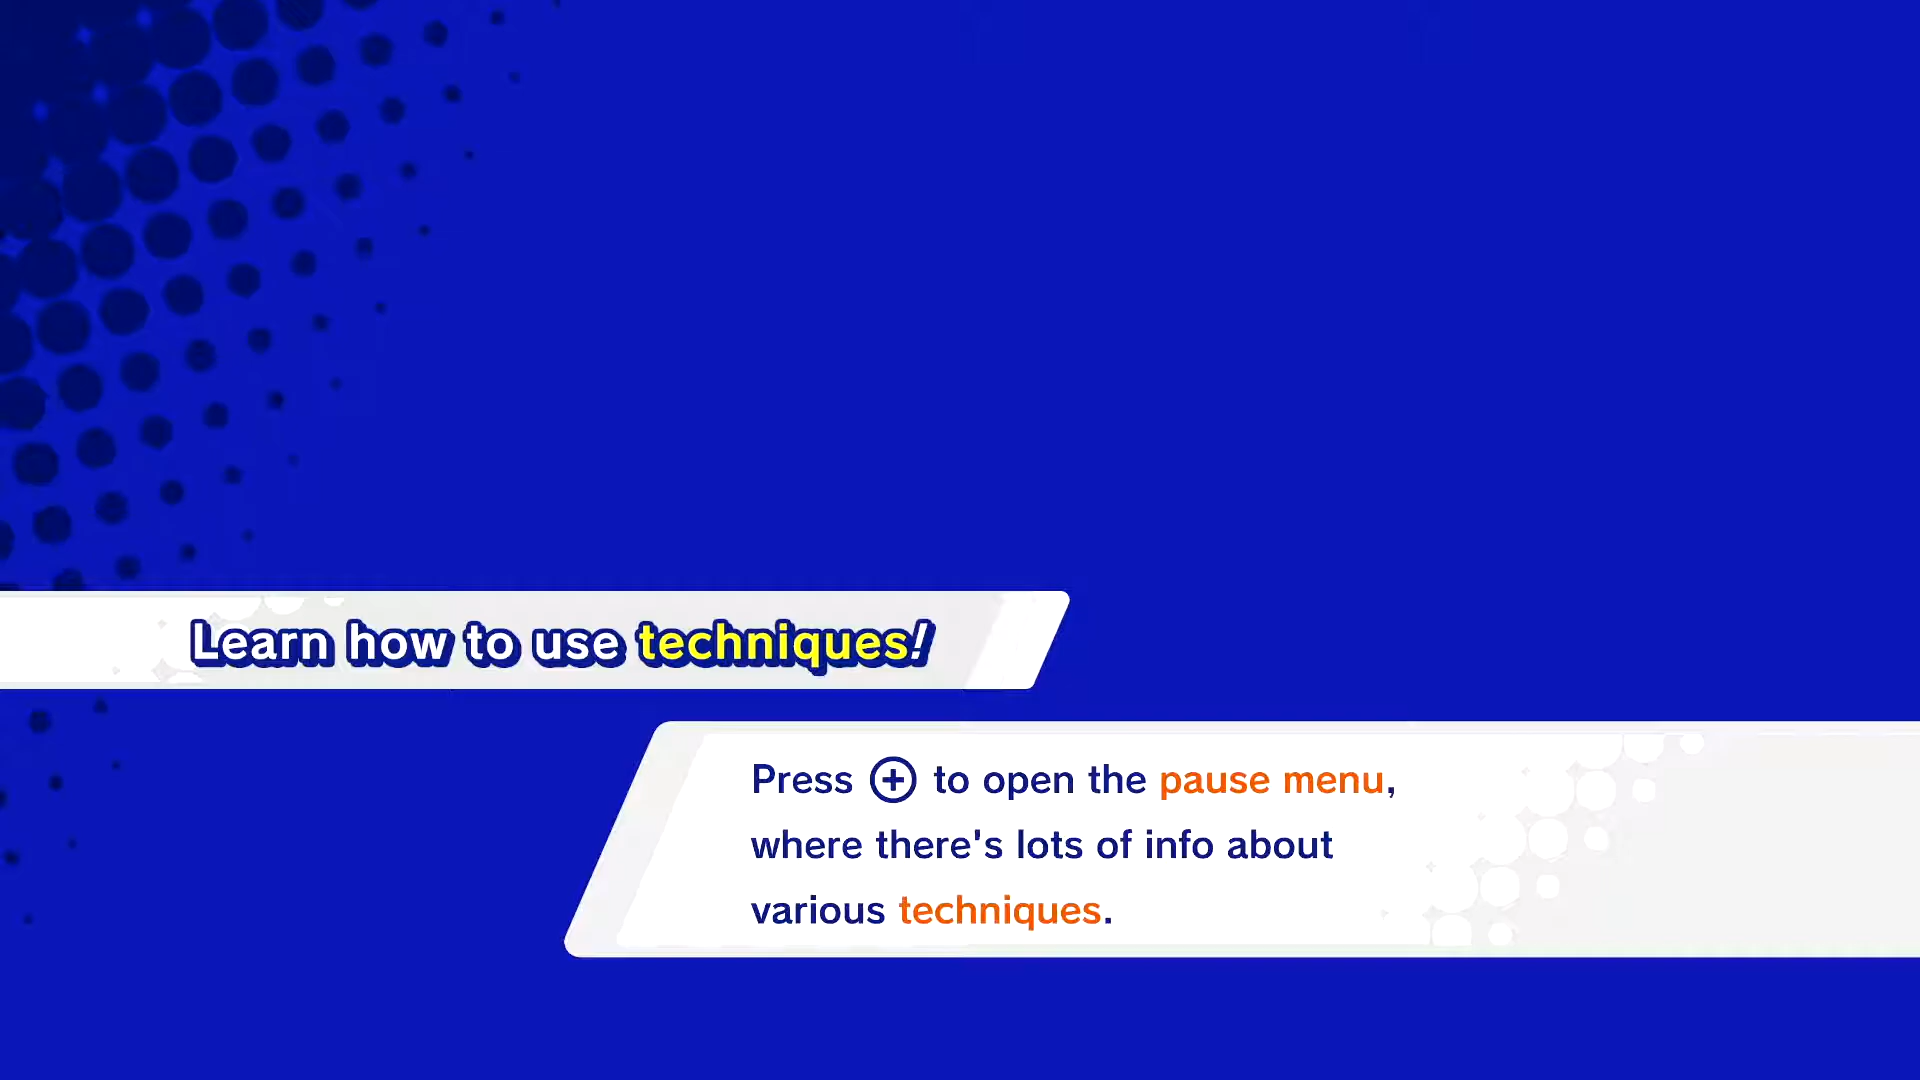 Learn how to use techniques!
Press ⊕ to open the pause menu,
where there's lots of info about
various techniques.